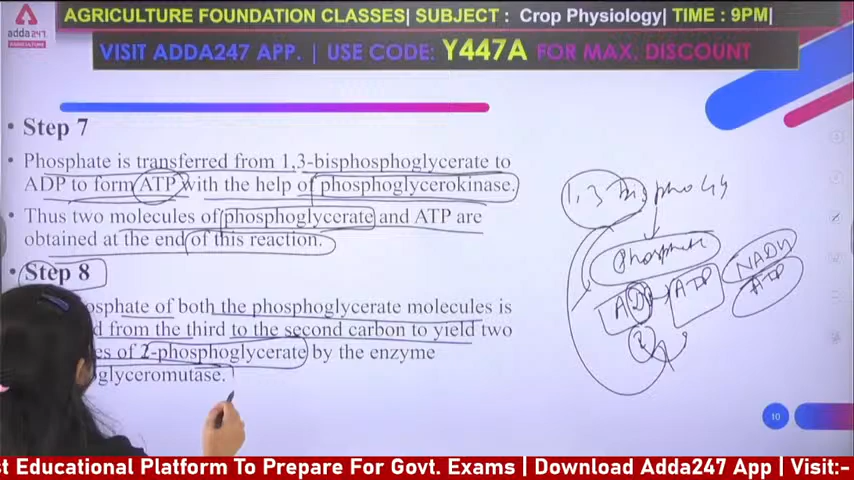 AGRICULTURE FOUNDATION CLASSES| SUBJECT : Crop Physiology| TIME : 9PM|
adda247
VISIT ADDA247 APP. | USE CODE: Y447A FOR MAX. DISCOUNT
• Step 7
• Phosphate is transferred from 1,3-bisphosphoglycerate to
ADP to form ATP with the help of phosphoglycerokinase.
• Thus two molecules of phosphoglycerate and ATP are
obtained at the end of this reaction.
• Step 8
osphate of both the phosphoglycerate molecules is
d from the third to the second carbon to yield two
es of 2-phosphoglycerate by the enzyme
glyceromutase.
1,3 Bispho
Phosphate
NADH
ATP
ADP ATP
2
10
st Educational Platform To Prepare For Govt. Exams | Download Adda247 App | Visit:-